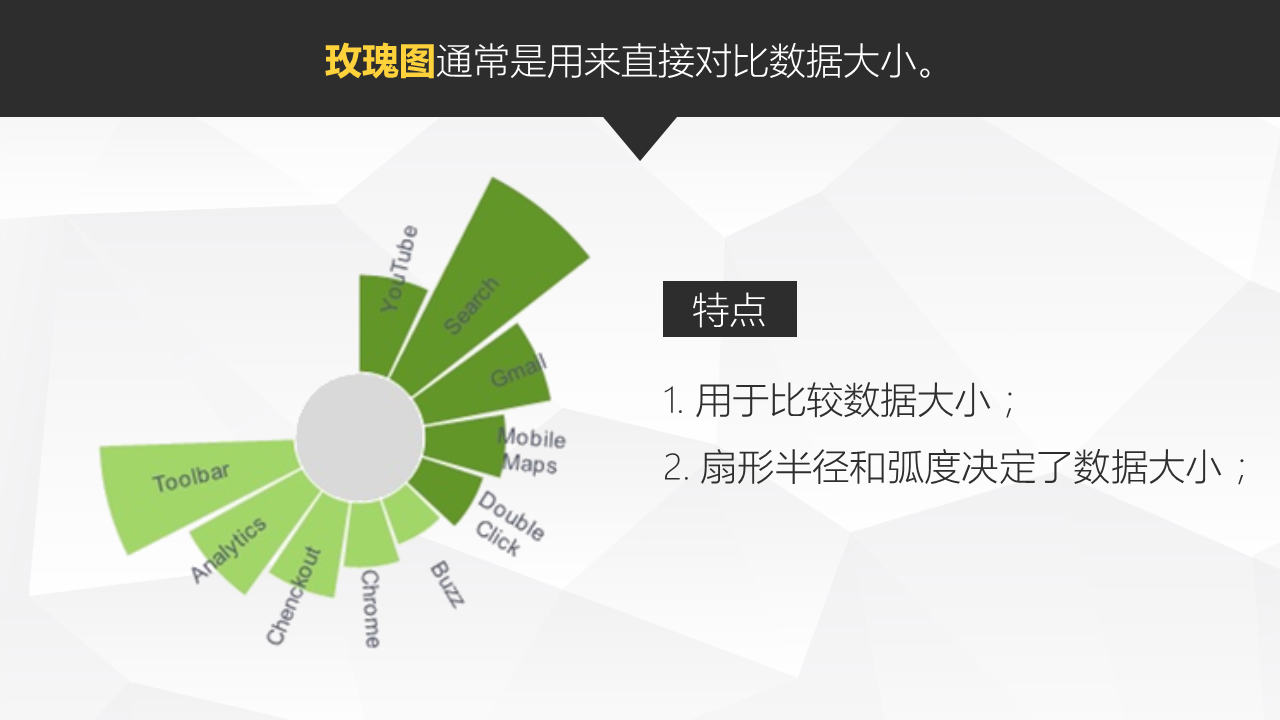 玫瑰图通常是用来直接对比数据大小。
YouTube
Search
Gmail
Mobile
Maps
Double
Click
Buzz
Chrome
Chenckout
Analytics
Toolbar
特点
1. 用于比较数据大小；
2. 扇形半径和弧度决定了数据大小；